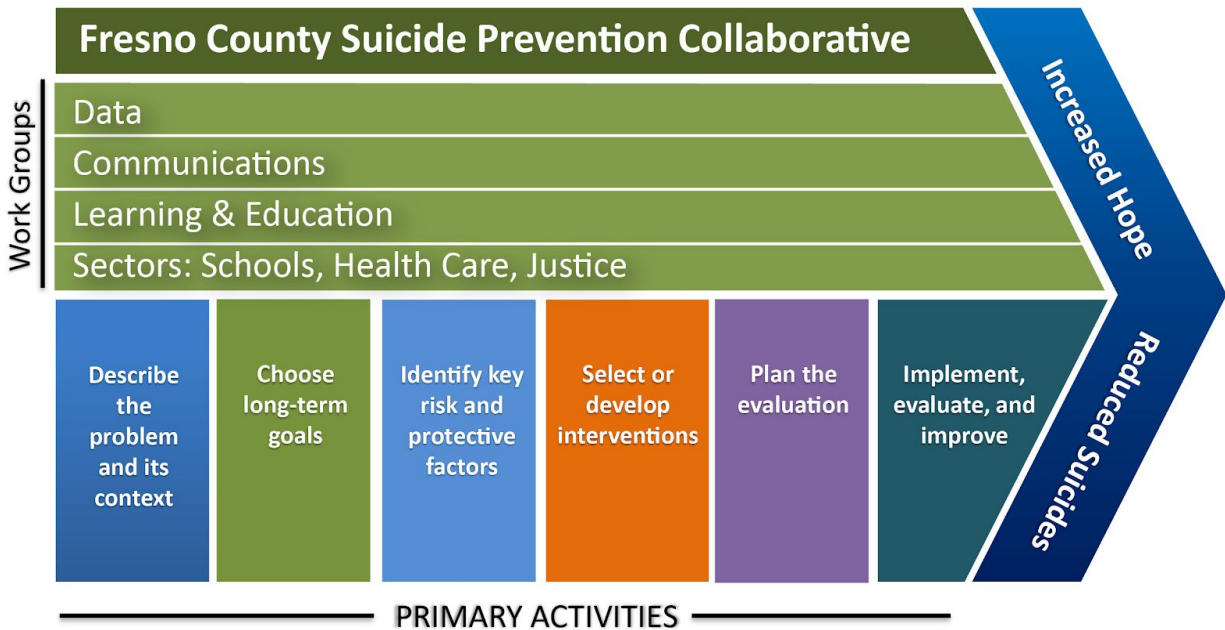 Fresno County Suicide Prevention Collaborative
Work Groups
Data
Communications
Learning & Education
Sectors: Schools, Health Care, Justice
Increased Hope
Reduced Suicides
Describe
the
problem
and its
context
Choose
long-term
goals
Identify key
risk and
protective
factors
Select or
develop
interventions
Plan the
evaluation
Implement,
evaluate, and
improve
PRIMARY ACTIVITIES